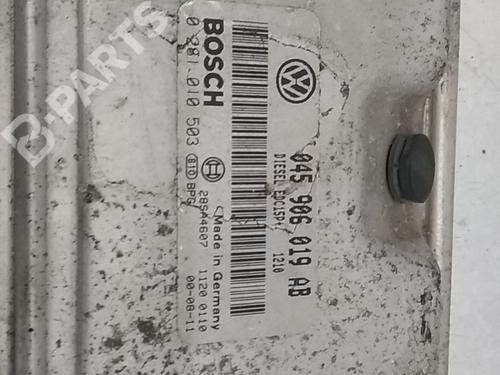 B-PARTS
045 906 019 AB
DIESEL EDC15P+ 1210
BOSCH
0 281 010 503
BPG
28SA4607 1120 0110
Made in Germany
00-08-11